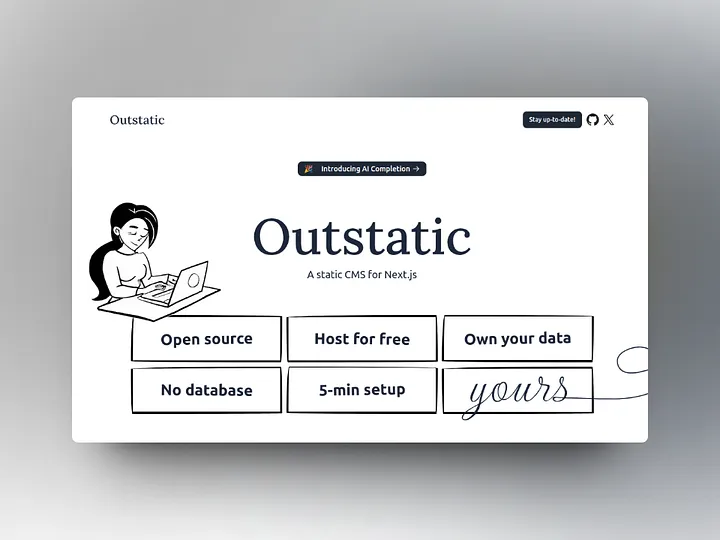 Outstatic
Stay up-to-date!
🎉 Introducing AI Completion →
Outstatic
A static CMS for Next.js
Open source
Host for free
Own your data
No database
5-min setup
yours